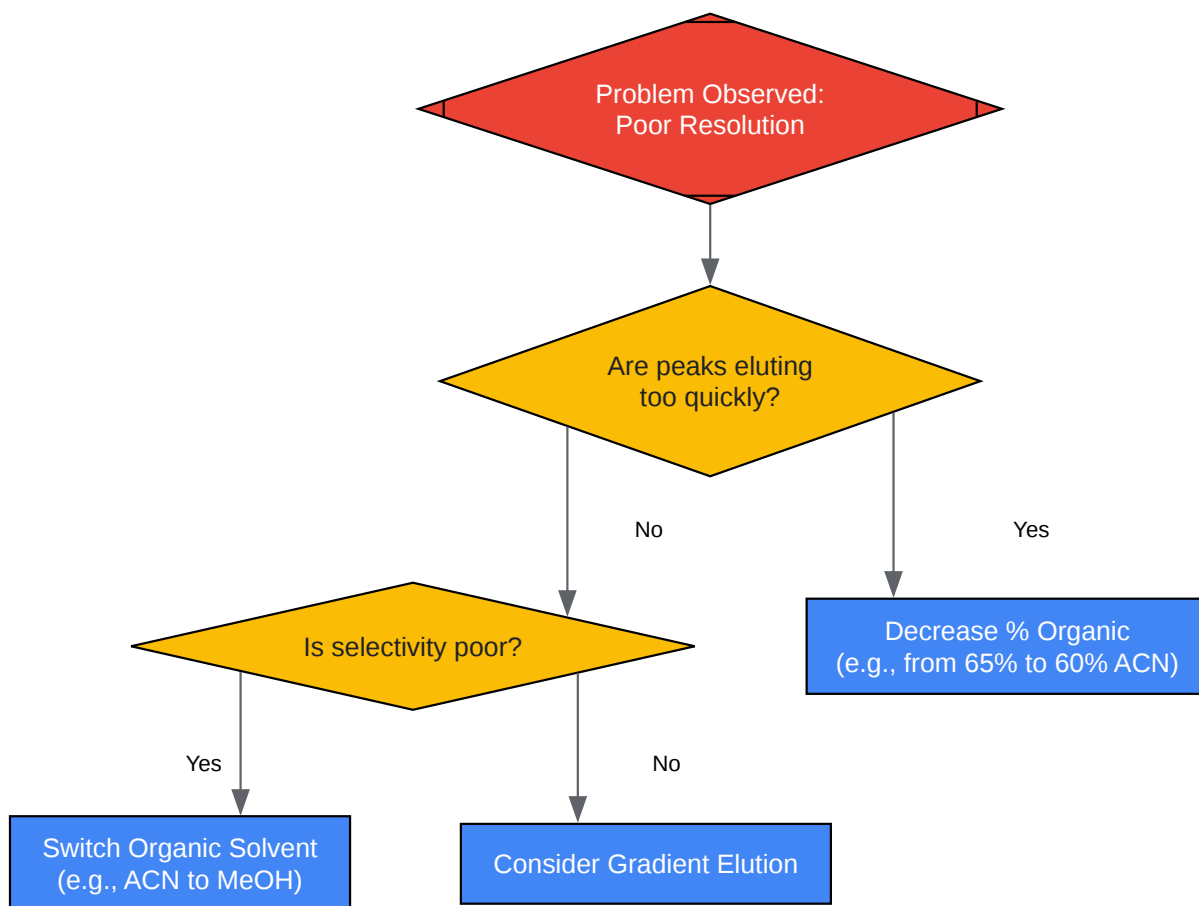 Problem Observed:
Poor Resolution
Are peaks eluting
too quickly?
No
Yes
Is selectivity poor?
Decrease % Organic
(e.g., from 65% to 60% ACN)
Yes
No
Switch Organic Solvent
(e.g., ACN to MeOH)
Consider Gradient Elution